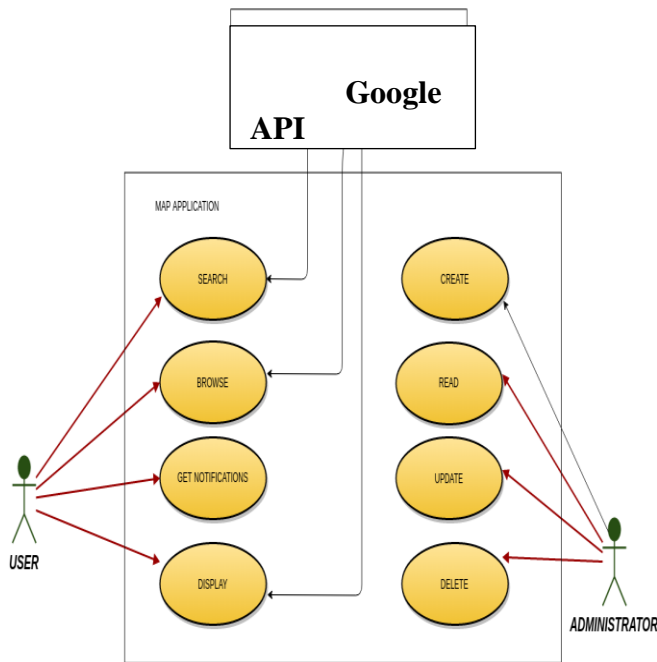 Google
API
MAP APPLICATION
SEARCH
CREATE
BROWSE
READ
GET NOTIFICATIONS
UPDATE
USER
DISPLAY
DELETE
ADMINISTRATOR